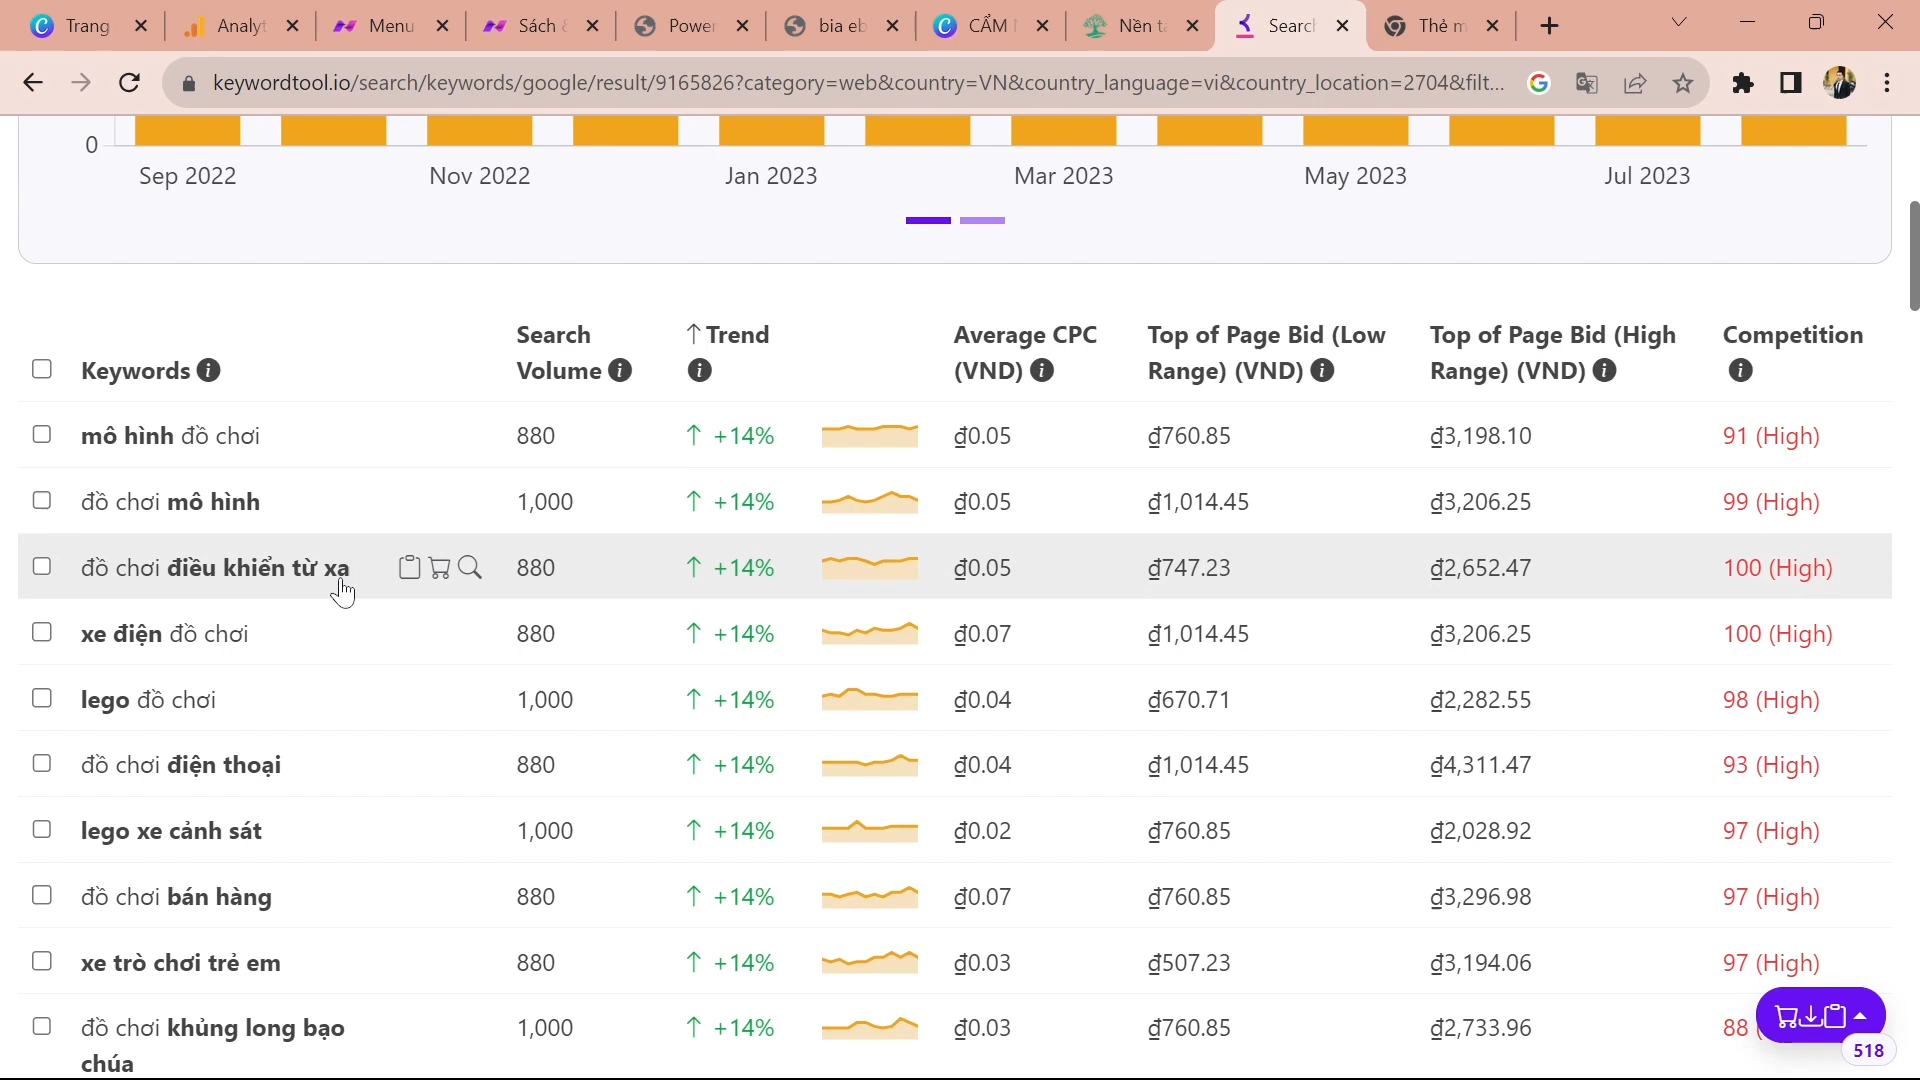 Trang
Analyt
Menu
Sách &
Power
bia eb
CẨM
Nền tả
Search
Thẻ m
keywordtool.io/search/keywords/google/result/9165826?category=web&country=VN&country_language=vi&country_location=2704&filt...
0
Sep 2022 Nov 2022 Jan 2023 Mar 2023 May 2023 Jul 2023
Keywords
Search Volume
Trend
Average CPC (VND)
Top of Page Bid (Low Range) (VND)
Top of Page Bid (High Range) (VND)
Competition
mô hình đồ chơi 880 +14% ₫0.05 ₫760.85 ₫3,198.10 91 (High)
đồ chơi mô hình 1,000 +14% ₫0.05 ₫1,014.45 ₫3,206.25 99 (High)
đồ chơi điều khiển từ xa 880 +14% ₫0.05 ₫747.23 ₫2,652.47 100 (High)
xe điện đồ chơi 880 +14% ₫0.07 ₫1,014.45 ₫3,206.25 100 (High)
lego đồ chơi 1,000 +14% ₫0.04 ₫670.71 ₫2,282.55 98 (High)
đồ chơi điện thoại 880 +14% ₫0.04 ₫1,014.45 ₫4,311.47 93 (High)
lego xe cảnh sát 1,000 +14% ₫0.02 ₫760.85 ₫2,028.92 97 (High)
đồ chơi bán hàng 880 +14% ₫0.07 ₫760.85 ₫3,296.98 97 (High)
xe trò chơi trẻ em 880 +14% ₫0.03 ₫507.23 ₫3,194.06 97 (High)
đồ chơi khủng long bạo chúa 1,000 +14% ₫0.03 ₫760.85 ₫2,733.96 88
518